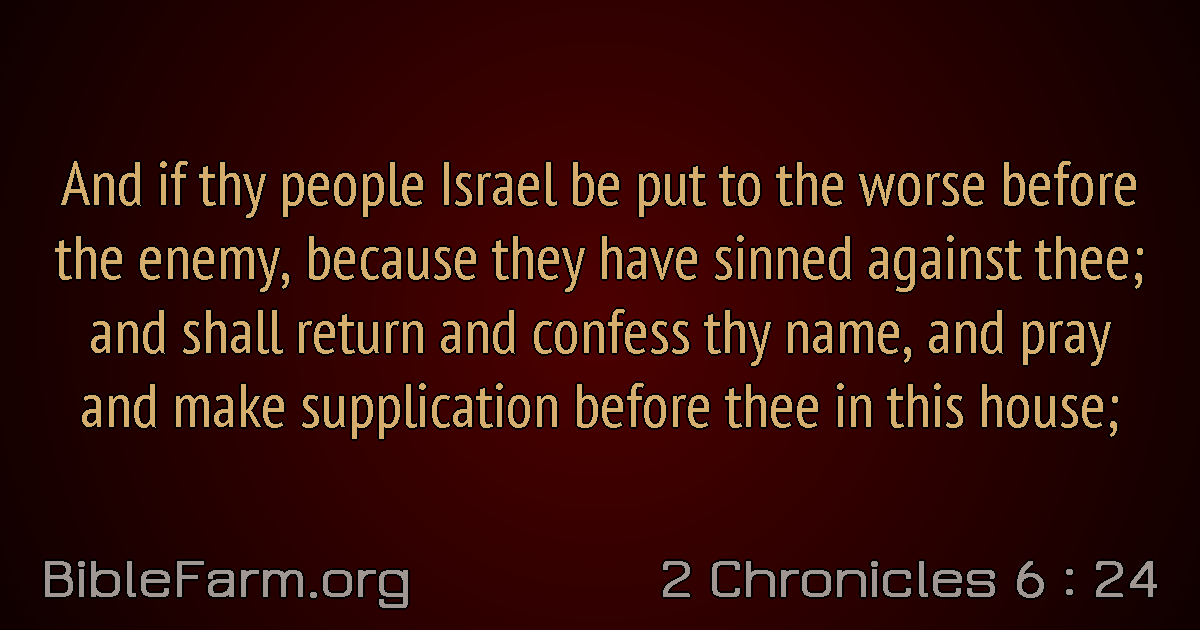 And if thy people Israel be put to the worse before
the enemy, because they have sinned against thee;
and shall return and confess thy name, and pray
and make supplication before thee in this house;
BibleFarm.org
2 Chronicles 6 : 24